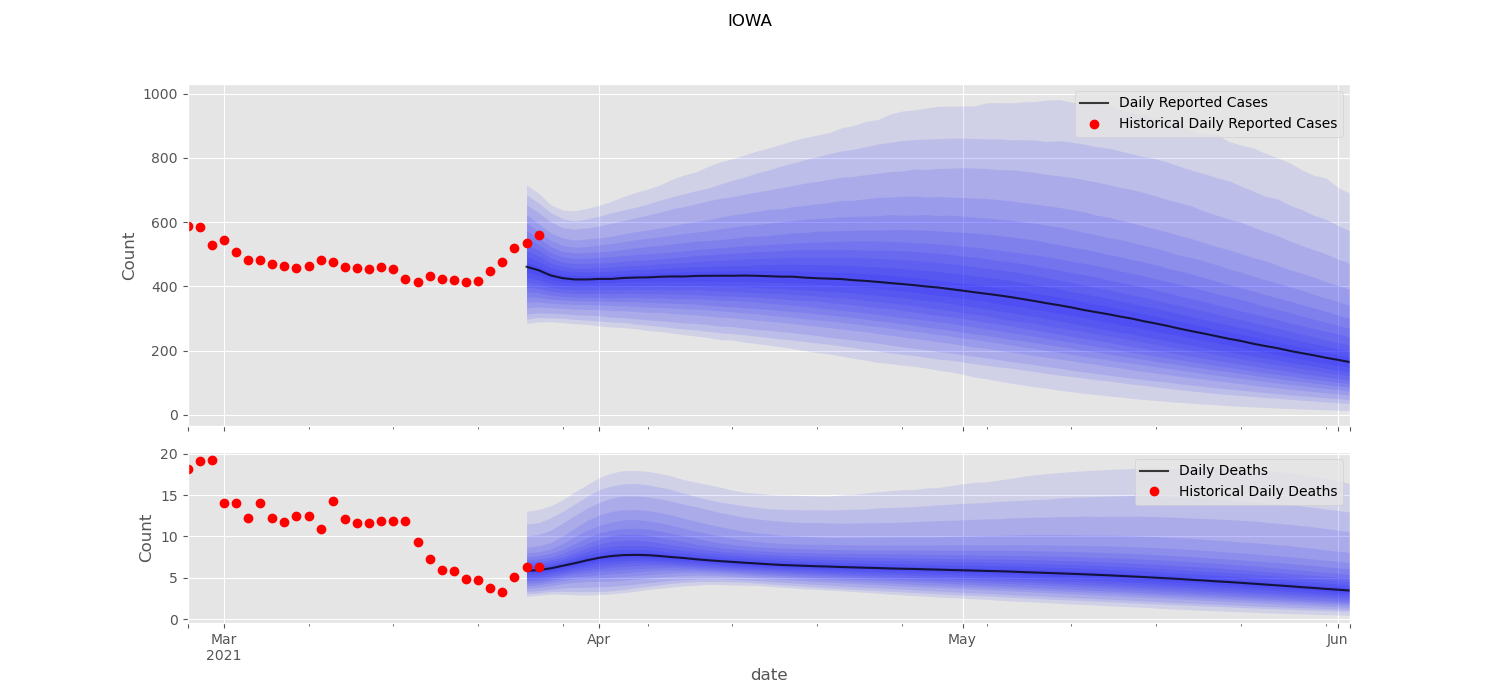 IOWA
1000
800
600
400
200
0
Count
Daily Reported Cases
Historical Daily Reported Cases
20
15
10
5
0
Count
Daily Deaths
Historical Daily Deaths
Mar
2021
Apr
May
Jun
date